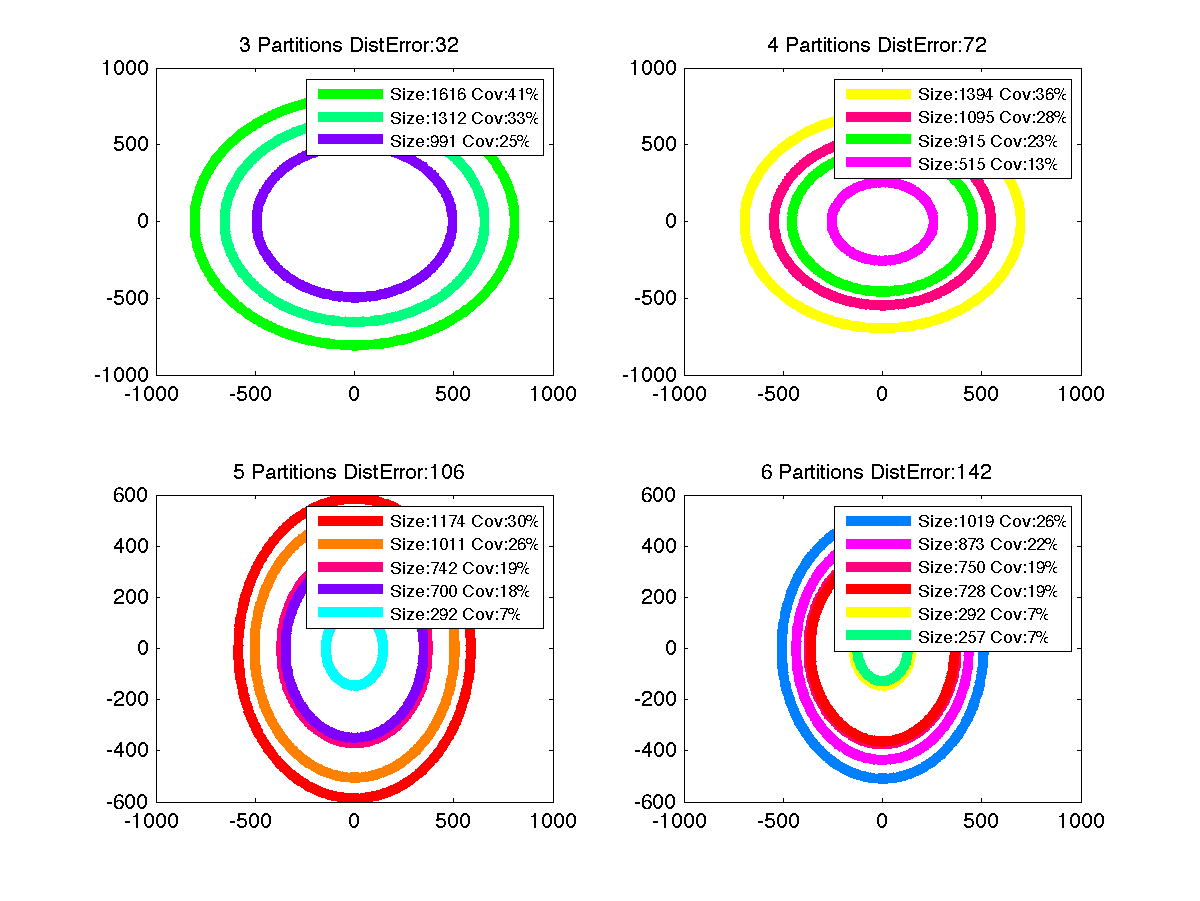 3 Partitions DistError:32
1000
500
0
-500
-1000
-1000 -500 0 500 1000
Size:1616 Cov:41%
Size:1312 Cov:33%
Size:991 Cov:25%
4 Partitions DistError:72
1000
500
0
-500
-1000
-1000 -500 0 500 1000
Size:1394 Cov:36%
Size:1095 Cov:28%
Size:915 Cov:23%
Size:515 Cov:13%
5 Partitions DistError:106
600
400
200
0
-200
-400
-600
-1000 -500 0 500 1000
Size:1174 Cov:30%
Size:1011 Cov:26%
Size:742 Cov:19%
Size:700 Cov:18%
Size:292 Cov:7%
6 Partitions DistError:142
600
400
200
0
-200
-400
-600
-1000 -500 0 500 1000
Size:1019 Cov:26%
Size:873 Cov:22%
Size:750 Cov:19%
Size:728 Cov:19%
Size:292 Cov:7%
Size:257 Cov:7%